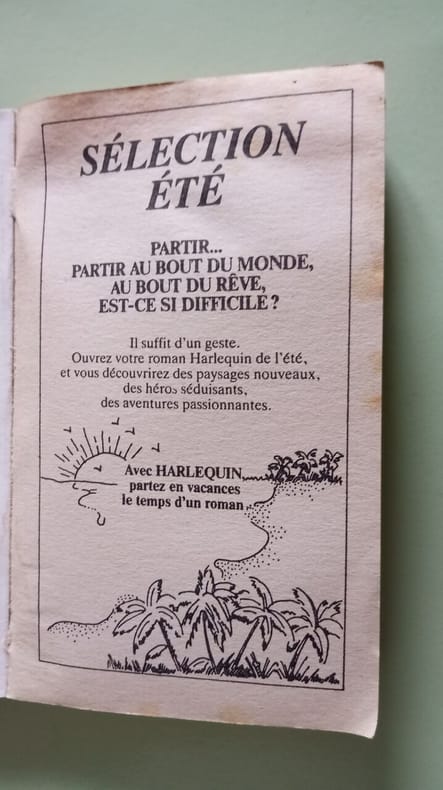 SÉLECTION
ÉTÉ
PARTIR...
PARTIR AU BOUT DU MONDE,
AU BOUT DU RÊVE,
EST-CE SI DIFFICILE ?
Il suffit d'un geste.
Ouvrez votre roman Harlequin de l'été,
et vous découvrirez des paysages nouveaux,
des héros séduisants,
des aventures passionnantes.
Avec HARLEQUIN
partez en vacances
le temps d'un roman